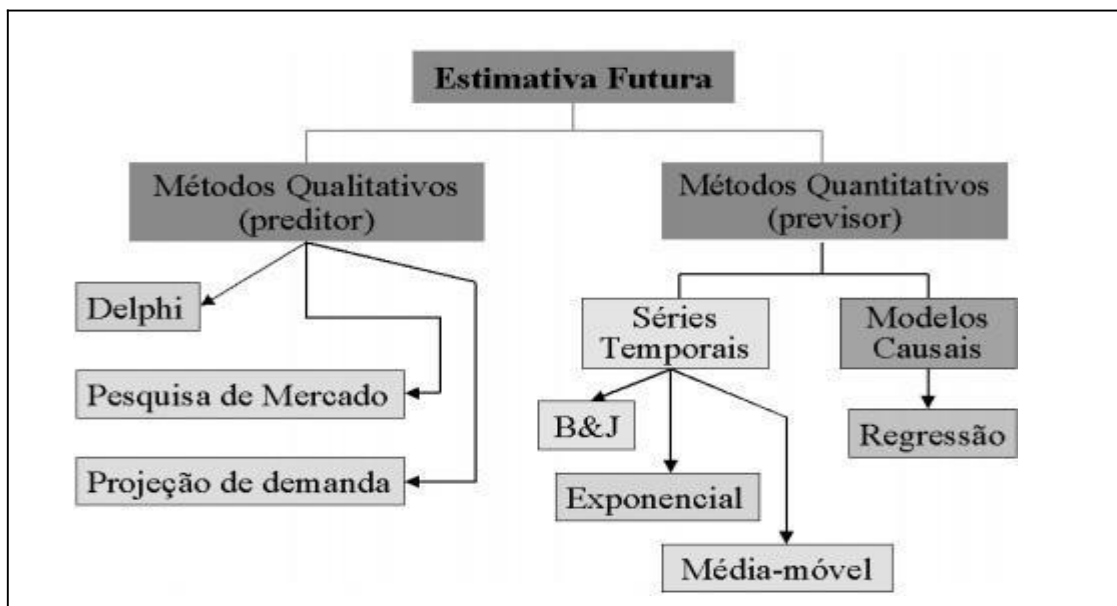 Estimativa Futura
Métodos Qualitativos
(preditor)
Delphi
Pesquisa de Mercado
Projeção de demanda
Métodos Quantitativos
(previsor)
Séries
Temporais
B&J
Exponencial
Média-móvel
Modelos
Causais
Regressão